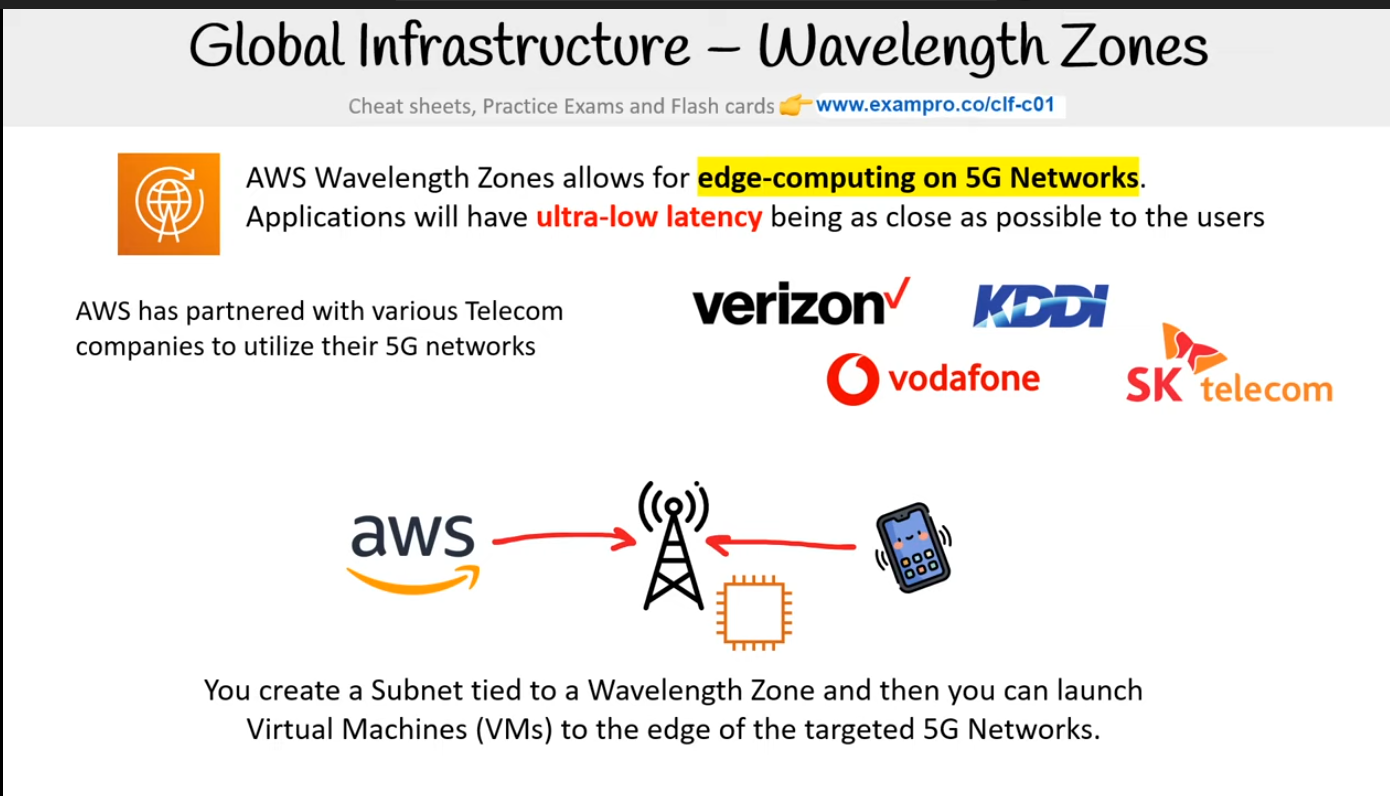 Global Infrastructure – Wavelength Zones
Cheat sheets, Practice Exams and Flash cards 👉 www.exampro.co/clf-c01
AWS Wavelength Zones allows for edge-computing on 5G Networks.
Applications will have ultra-low latency being as close as possible to the users
AWS has partnered with various Telecom
companies to utilize their 5G networks
verizon
KDDI
vodafone
SK telecom
aws
You create a Subnet tied to a Wavelength Zone and then you can launch
Virtual Machines (VMs) to the edge of the targeted 5G Networks.